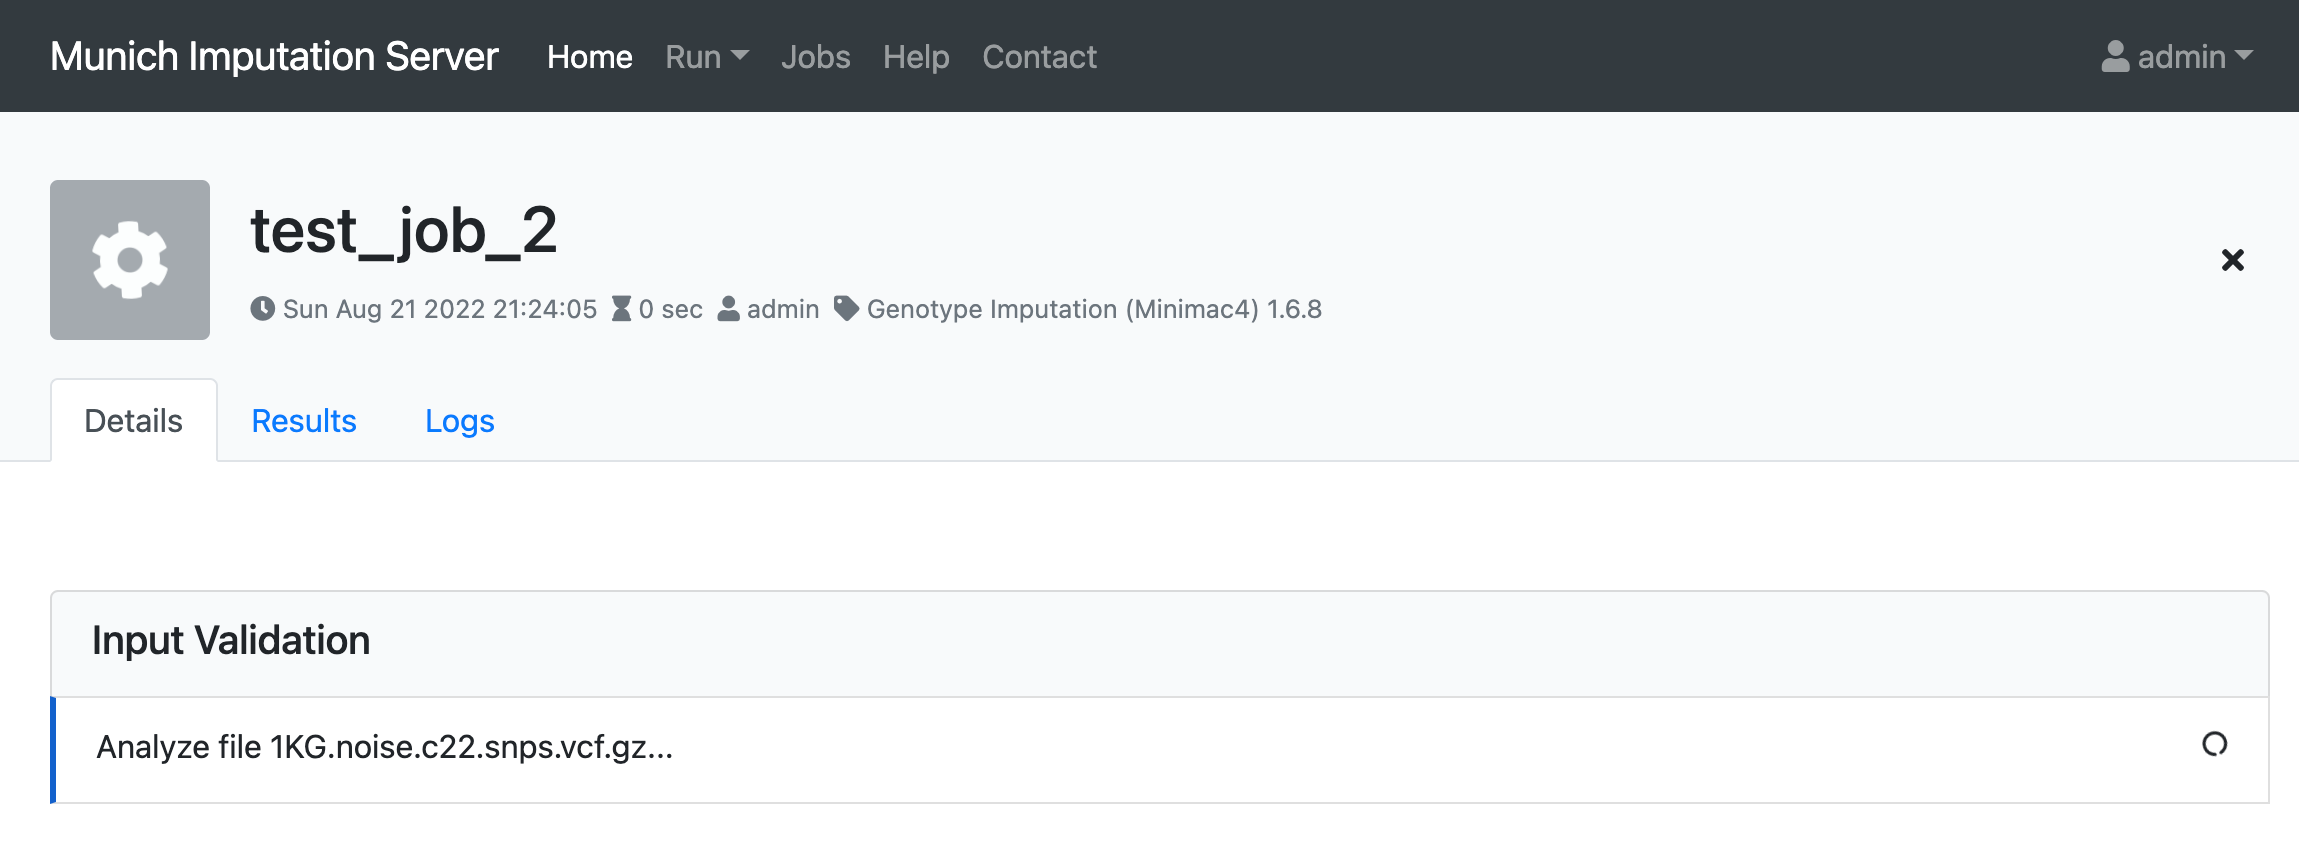 Munich Imputation Server Home Run Jobs Help Contact admin
test_job_2
Sun Aug 21 2022 21:24:05 0 sec admin Genotype Imputation (Minimac4) 1.6.8
Details Results Logs
Input Validation
Analyze file 1KG.noise.c22.snps.vcf.gz...